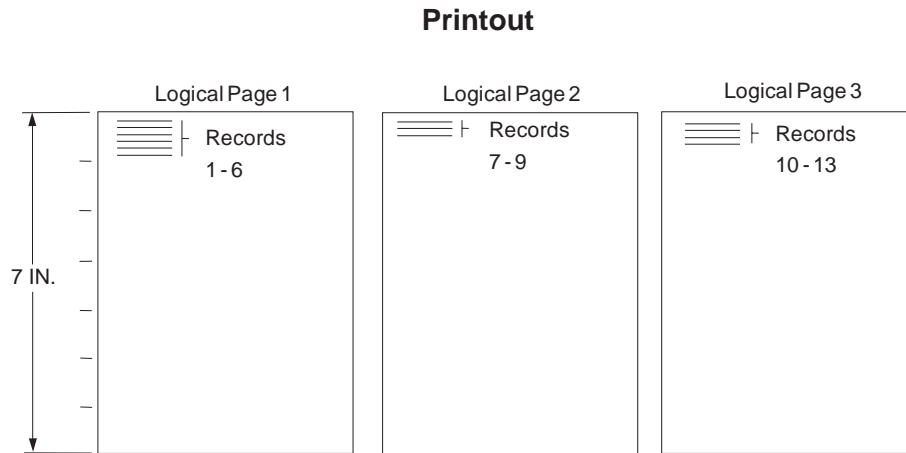 Printout
Logical Page 1
Logical Page 2
Logical Page 3
Records
1 - 6
Records
7 - 9
Records
10 - 13
7 IN.